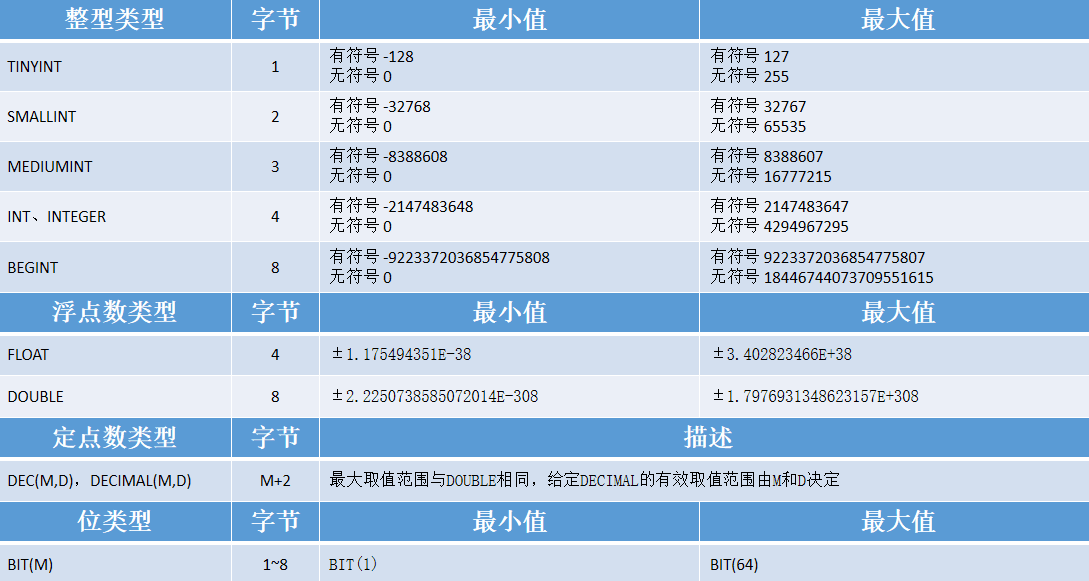 整型类型 字节 最小值 最大值
TINYINT 1 有符号 -128 有符号 127
无符号 0 无符号 255
SMALLINT 2 有符号 -32768 有符号 32767
无符号 0 无符号 65535
MEDIUMINT 3 有符号 -8388608 有符号 8388607
无符号 0 无符号 16777215
INT、INTEGER 4 有符号 -2147483648 有符号 2147483647
无符号 0 无符号 4294967295
BEGINT 8 有符号 -9223372036854775808 有符号 9223372036854775807
无符号 0 无符号 18446744073709551615
浮点数类型 字节 最小值 最大值
FLOAT 4 ±1.175494351E-38 ±3.402823466E+38
DOUBLE 8 ±2.2250738585072014E-308 ±1.7976931348623157E+308
定点数类型 字节 描述
DEC(M,D)，DECIMAL(M,D) M+2 最大取值范围与DOUBLE相同，给定DECIMAL的有效取值范围由M和D决定
位类型 字节 最小值 最大值
BIT(M) 1~8 BIT(1) BIT(64)